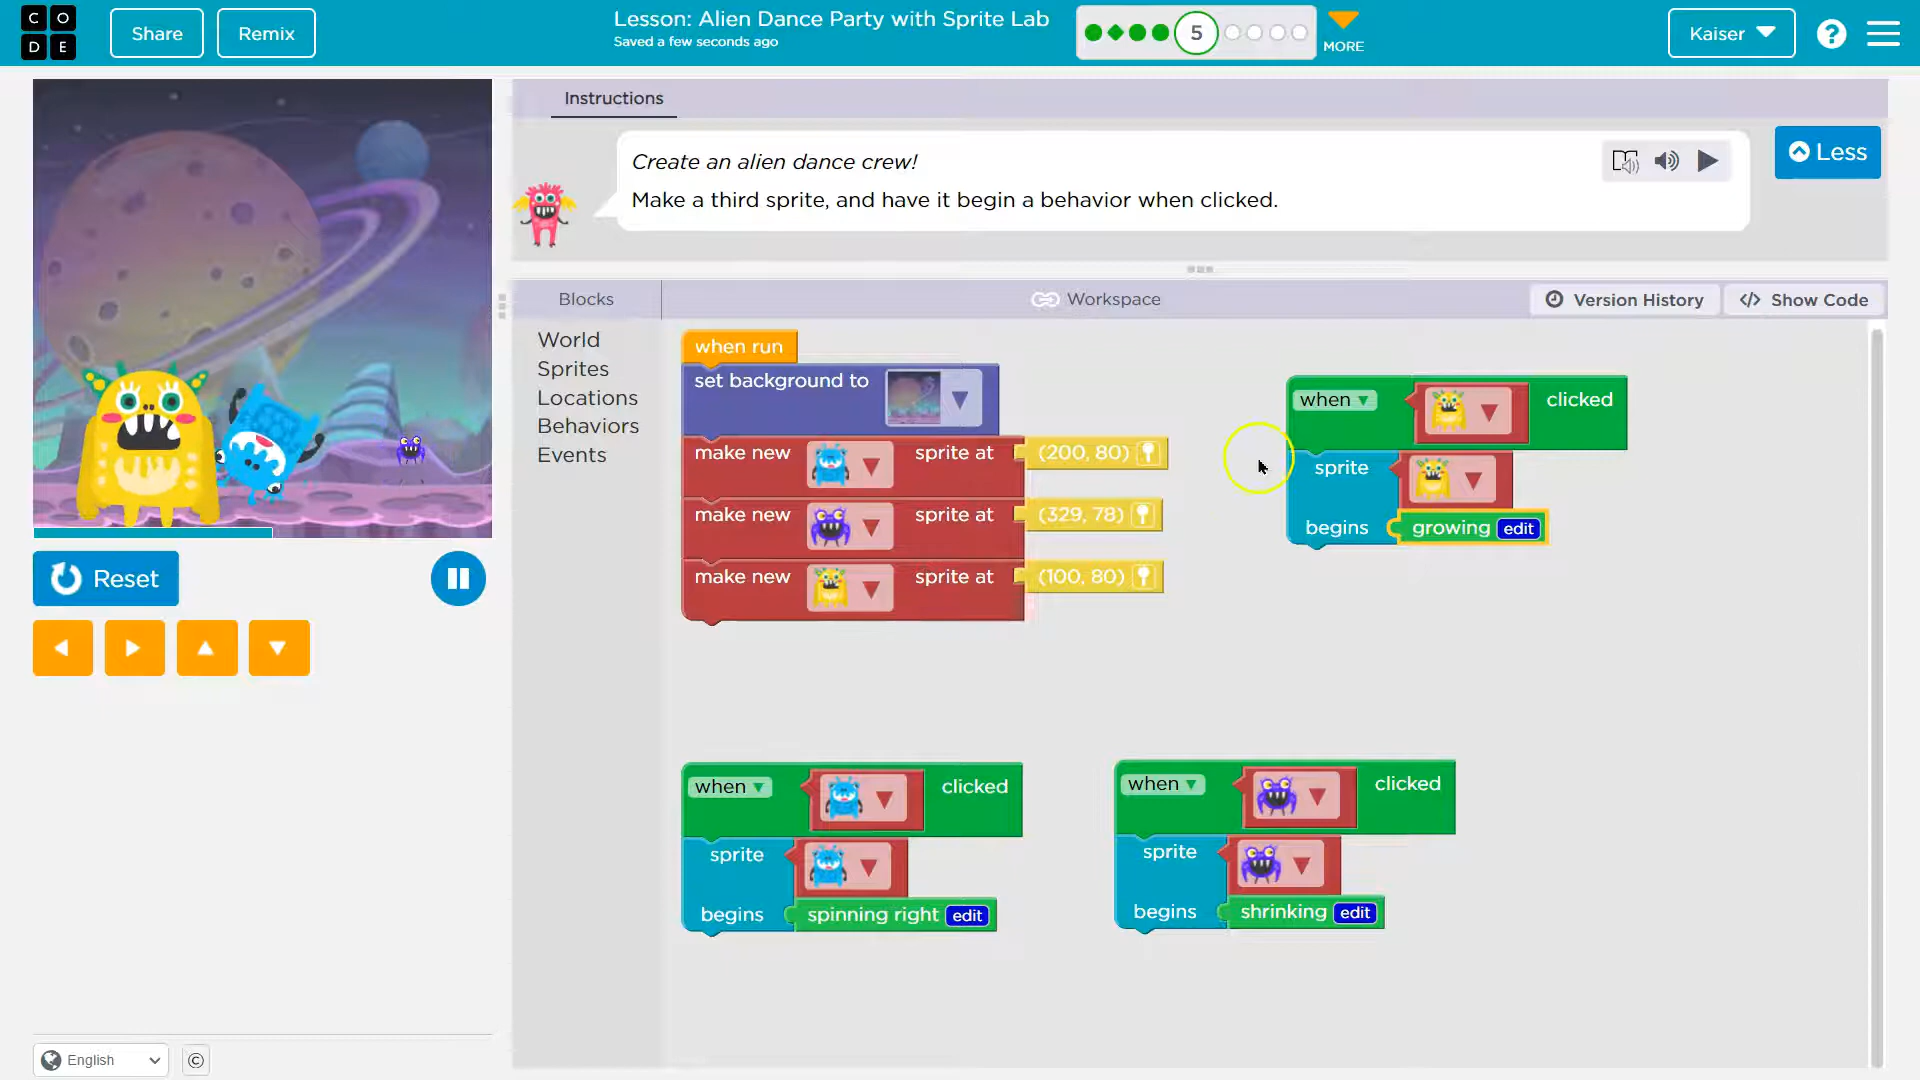 C O
D E
Share
Remix
Lesson: Alien Dance Party with Sprite Lab
Saved a few seconds ago
5
MORE
Kaiser
?
Instructions
Create an alien dance crew!
Make a third sprite, and have it begin a behavior when clicked.
Less
Blocks
Workspace
Version History
</> Show Code
World
Sprites
Locations
Behaviors
Events
when run
set background to
make new sprite at (200, 80)
make new sprite at (329, 78)
make new sprite at (100, 80)
when clicked
sprite
begins growing edit
Reset
when clicked
sprite
begins spinning right edit
when clicked
sprite
begins shrinking edit
English
©